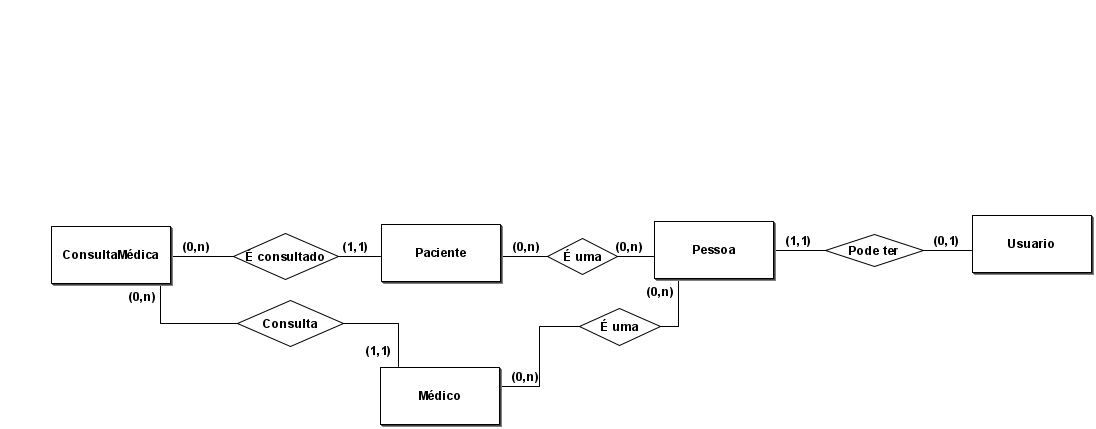 ConsultaMédica
(0,n)
É consultado
(1,1)
Paciente
(0,n)
É uma
(0,n)
Pessoa
(1,1)
Pode ter
(0,1)
Usuario
(0,n)
Consulta
(1,1)
Médico
(0,n)
É uma
(0,n)